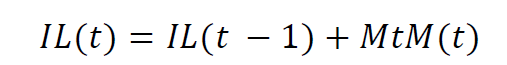 IL(t) = IL(t − 1) + MtM(t)